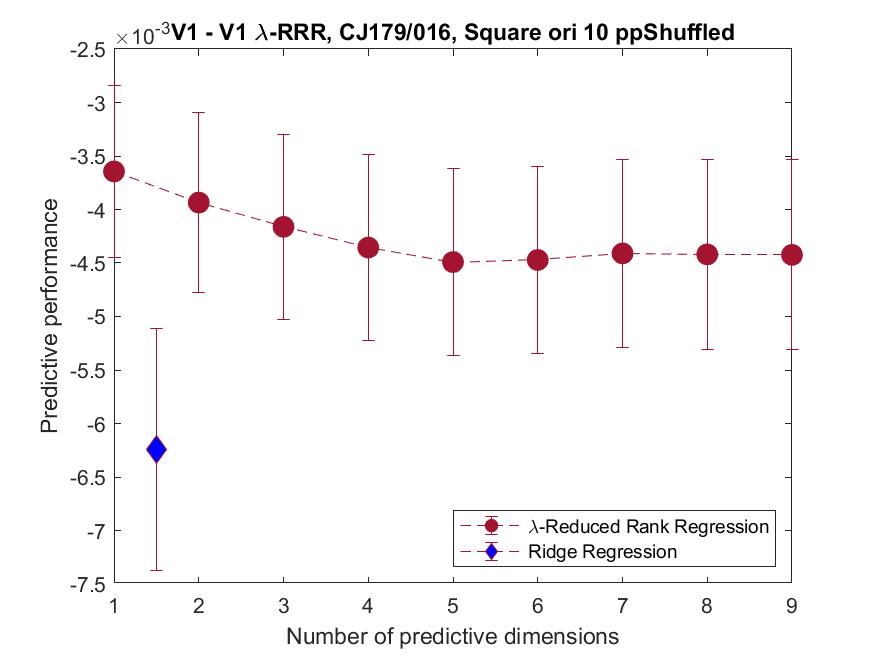 ×10-3
V1 - V1 λ-RRR, CJ179/016, Square ori 10 ppShuffled
-2.5
-3
-3.5
-4
-4.5
-5
-5.5
-6
-6.5
-7
-7.5
Predictive performance
λ-Reduced Rank Regression
Ridge Regression
1 2 3 4 5 6 7 8 9
Number of predictive dimensions